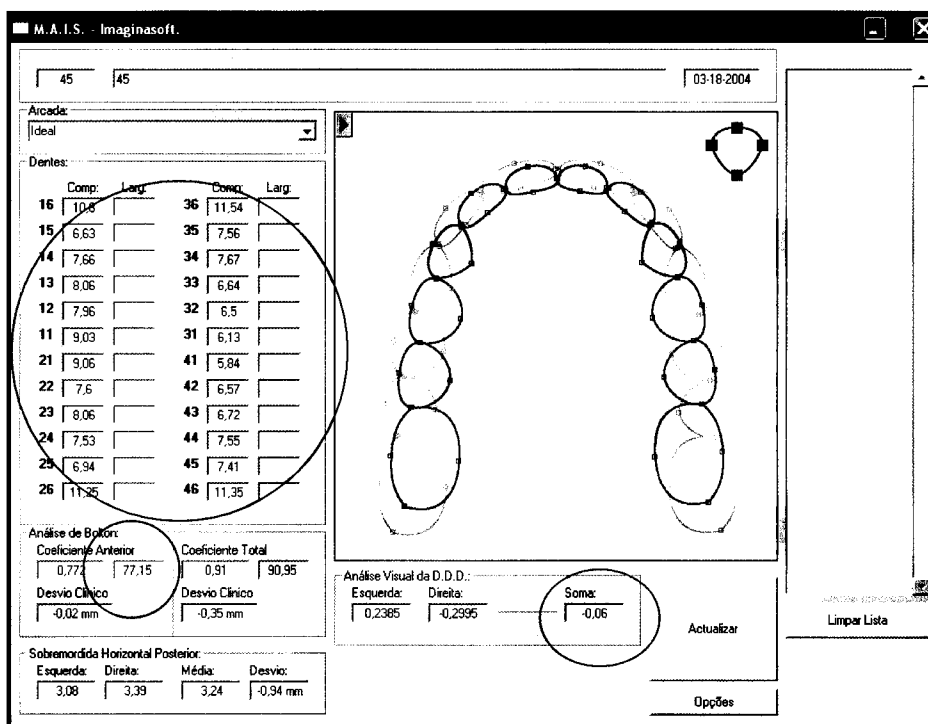 M.A.I.S. - Imaginasoft.
45 45 03-18-2004
Arcada:
Ideal
Dentes:
Comp: Larg: Comp: Larg:
16 10,8 36 11,54
15 6,63 35 7,56
14 7,66 34 7,67
13 8,06 33 6,64
12 7,96 32 6,5
11 9,03 31 6,13
21 9,06 41 5,84
22 7,6 42 6,57
23 8,06 43 6,72
24 7,53 44 7,55
25 6,94 45 7,41
26 11,25 46 11,35
Análise de Bolton:
Coeficiente Anterior Coeficiente Total
0,772 77,15 0,91 90,95
Desvio Clínico Desvio Clínico
-0,02 mm -0,35 mm
Sobremordida Horizontal Posterior:
Esquerda: Direita: Média: Desvio:
3,08 3,39 3,24 -0,94 mm
Análise Visual da D.D.D.:
Esquerda: Direita: Soma:
0,2385 -0,2995 -0,06
Actualizar
Opções
Limpar Lista